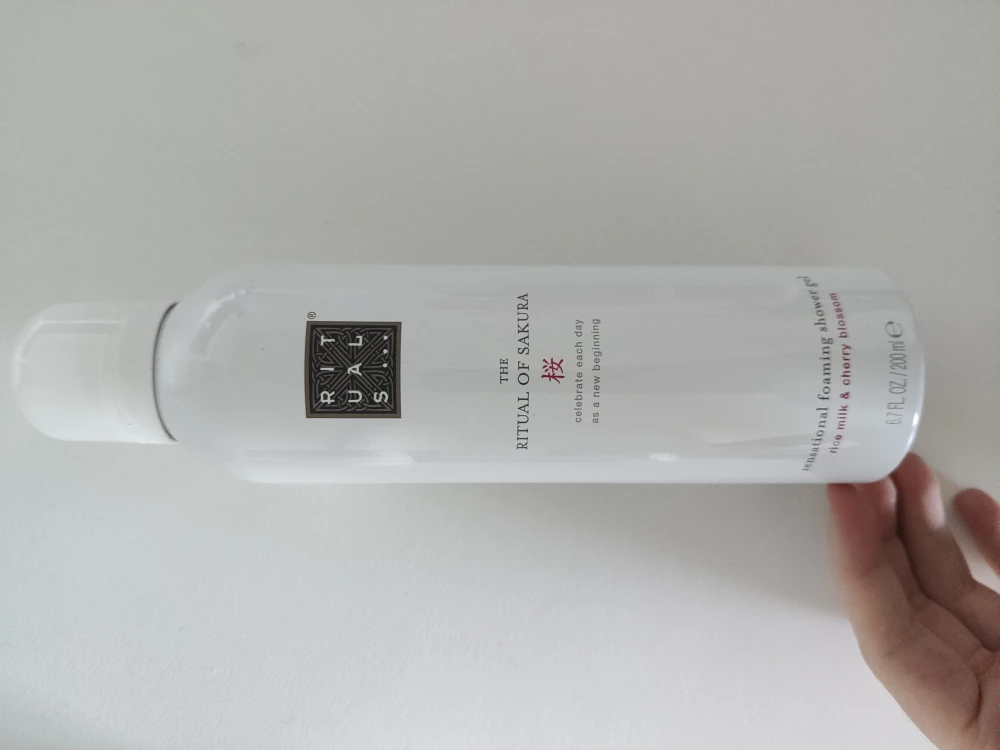 ®
RIT
UAL
S...
THE
RITUAL OF SAKURA
桜
celebrate each day
as a new beginning
zensational foaming shower gel
rice milk & cherry blossom
6.7 FL.OZ./200 ml ℮